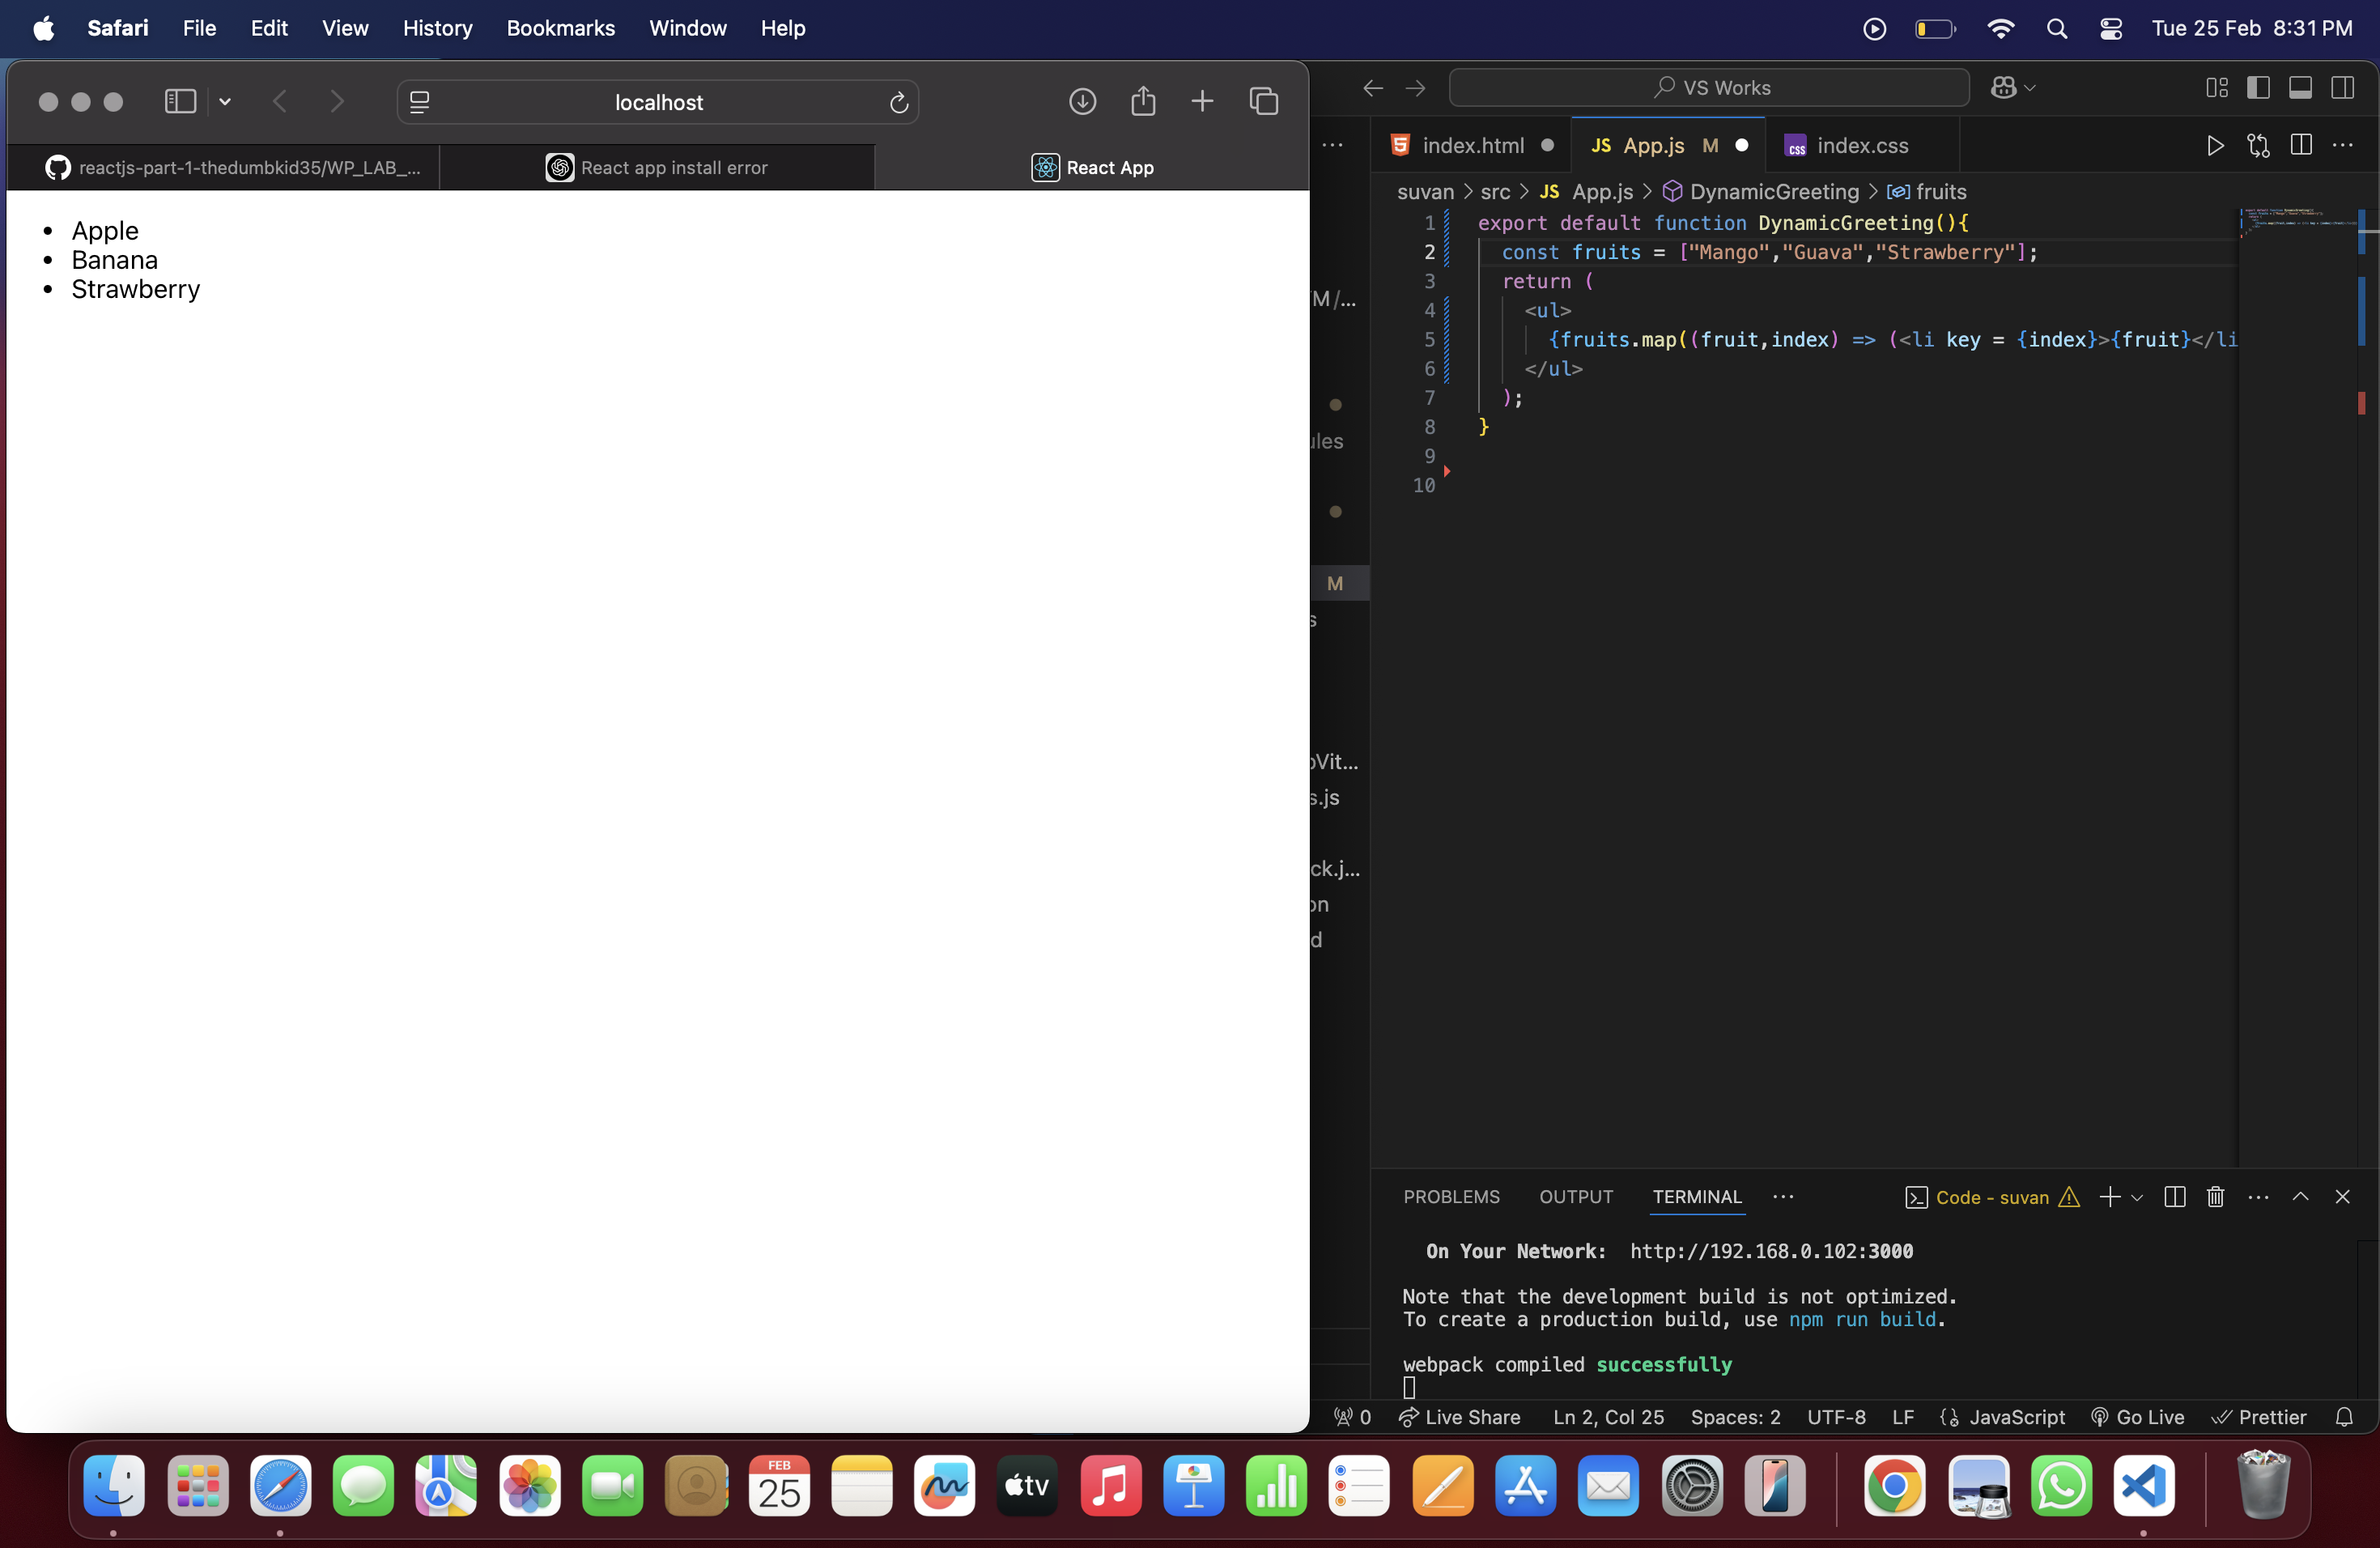 Safari File Edit View History Bookmarks Window Help Tue 25 Feb 8:31 PM
localhost
reactjs-part-1-thedumbkid35/WP_LAB_...
React app install error
React App
Apple
Banana
Strawberry
VS Works
index.html
JS App.js M
css index.css
suvan > src > JS App.js > DynamicGreeting > fruits
1 export default function DynamicGreeting(){
2 const fruits = ["Mango","Guava","Strawberry"];
3 return (
4 <ul>
5 {fruits.map((fruit,index) => (<li key = {index}>{fruit}</li
6 </ul>
7 );
8 }
9
10
M
.js
PROBLEMS OUTPUT TERMINAL
Code - suvan
On Your Network: http://192.168.0.102:3000
Note that the development build is not optimized.
To create a production build, use npm run build.
webpack compiled successfully
0 Live Share Ln 2, Col 25 Spaces: 2 UTF-8 LF JavaScript Go Live Prettier
FEB
25
tv